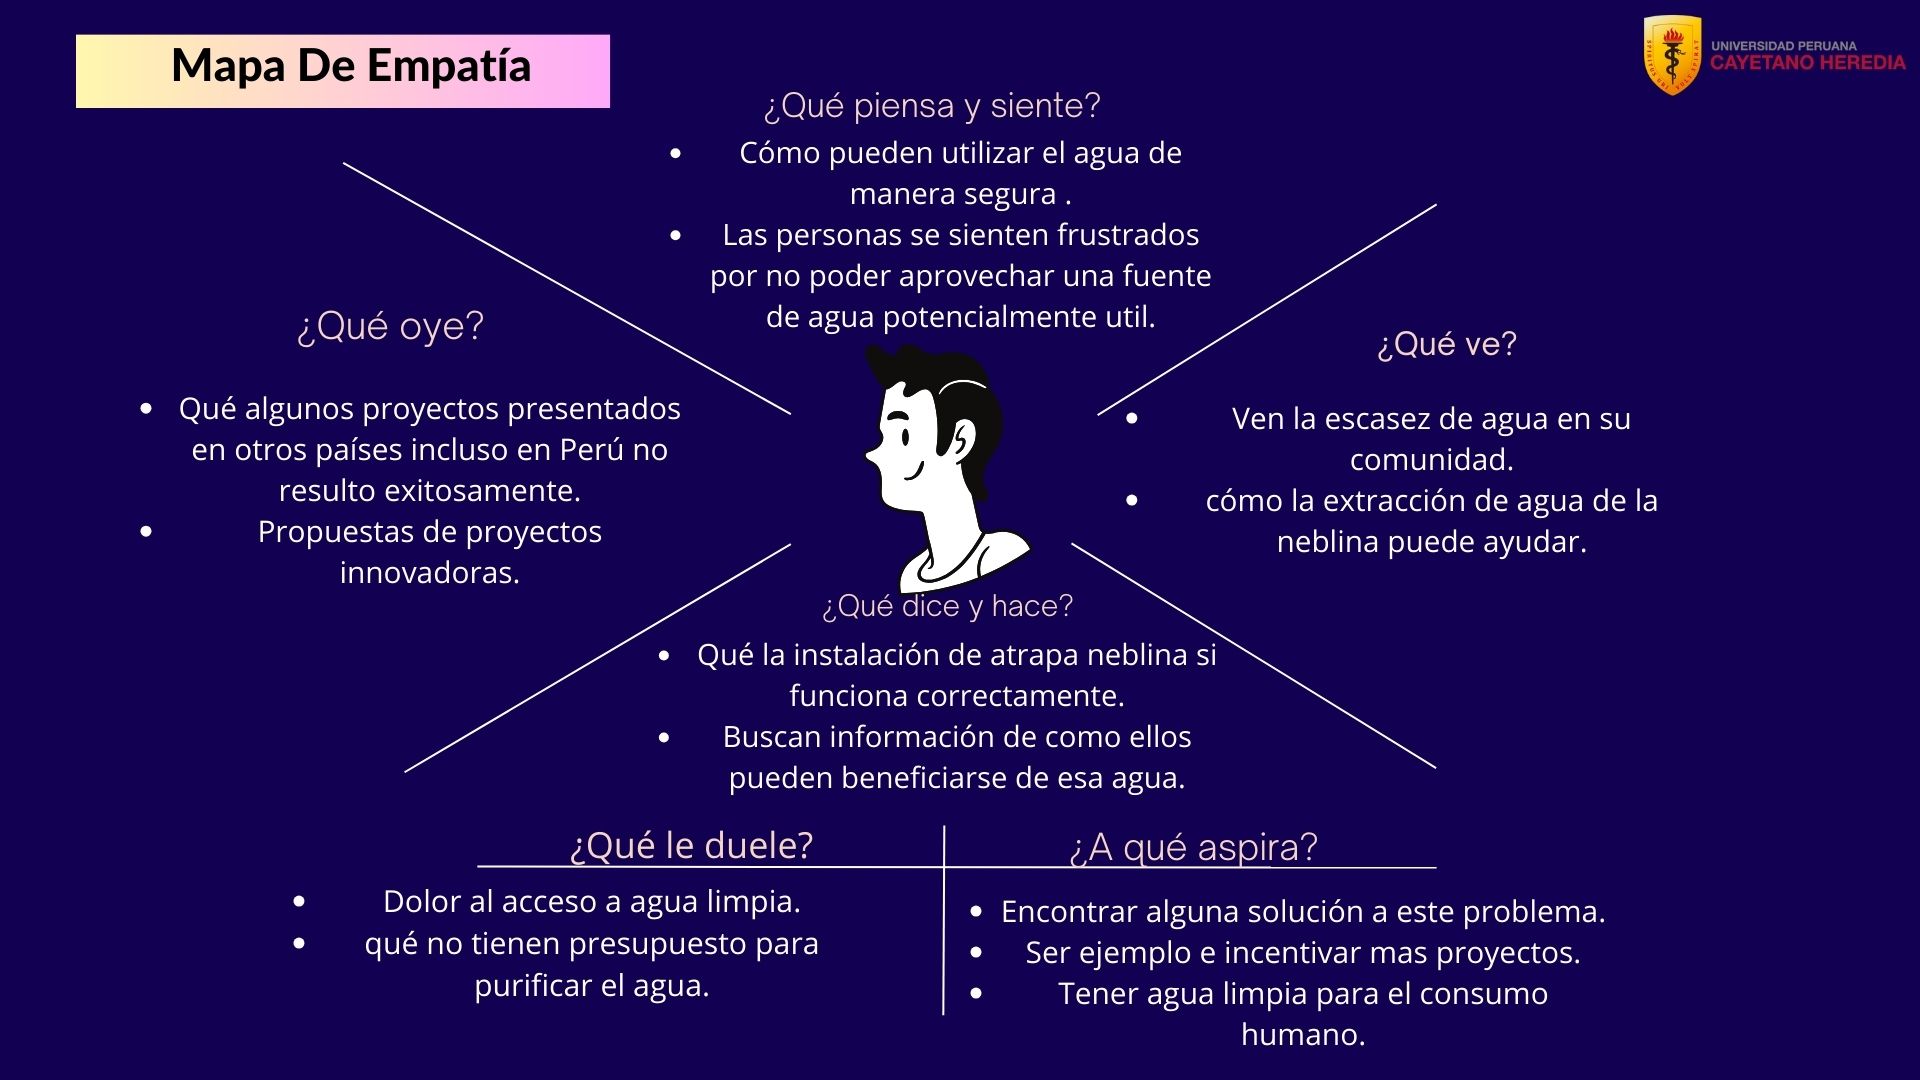 Mapa De Empatía
UNIVERSIDAD PERUANA
CAYETANO HEREDIA
¿Qué piensa y siente?
• Cómo pueden utilizar el agua de
manera segura .
• Las personas se sienten frustrados
por no poder aprovechar una fuente
de agua potencialmente util.
¿Qué oye?
• Qué algunos proyectos presentados
en otros países incluso en Perú no
resulto exitosamente.
• Propuestas de proyectos
innovadoras.
¿Qué ve?
• Ven la escasez de agua en su
comunidad.
• cómo la extracción de agua de la
neblina puede ayudar.
¿Qué dice y hace?
• Qué la instalación de atrapa neblina si
funciona correctamente.
• Buscan información de como ellos
pueden beneficiarse de esa agua.
¿Qué le duele?
• Dolor al acceso a agua limpia.
• qué no tienen presupuesto para
purificar el agua.
¿A qué aspira?
• Encontrar alguna solución a este problema.
• Ser ejemplo e incentivar mas proyectos.
• Tener agua limpia para el consumo
humano.